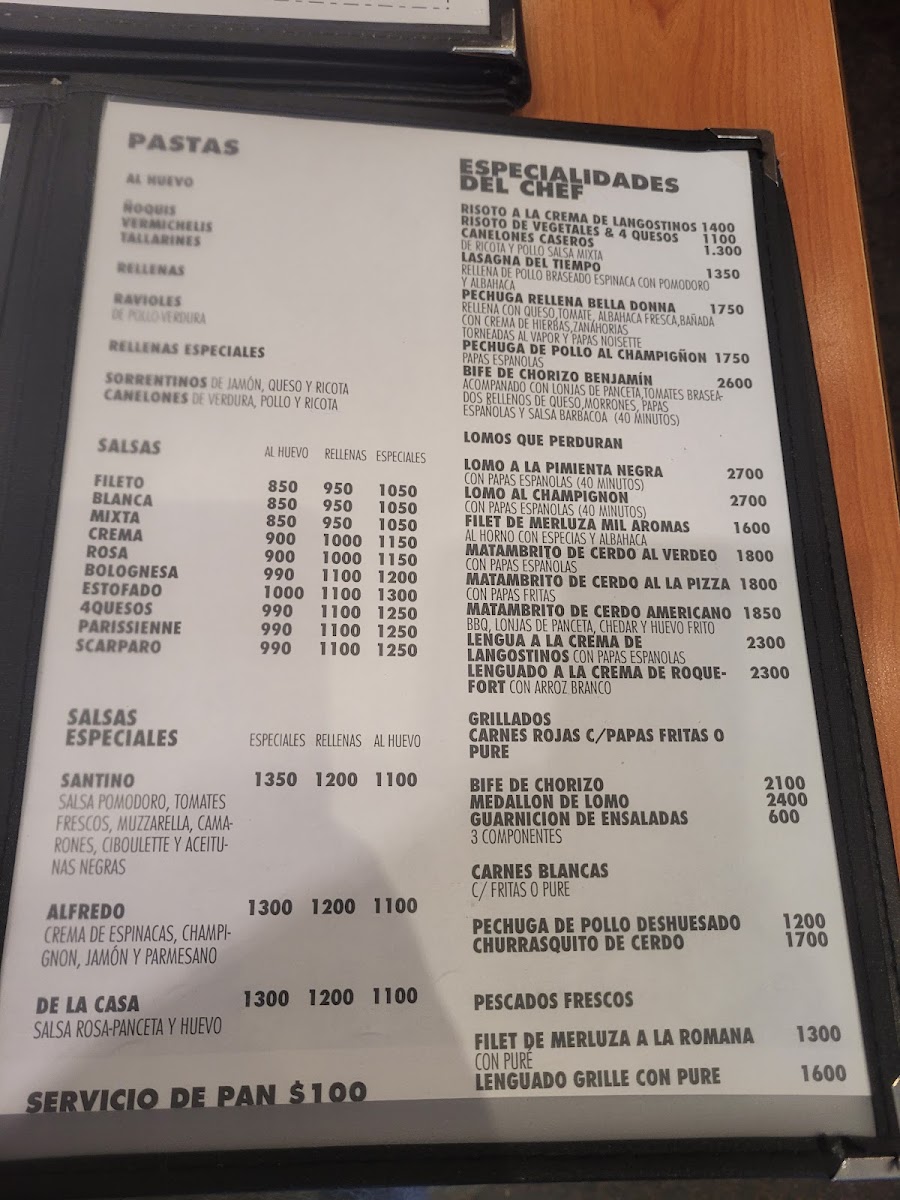 PASTAS
AL HUEVO
ÑOQUIS
VERMICHELIS
TALLARINES
RELLENAS
RAVIOLES
DE POLLO-VERDURA
RELLENAS ESPECIALES
SORRENTINOS DE JAMÓN, QUESO Y RICOTA
CANELONES DE VERDURA, POLLO Y RICOTA
SALSAS AL HUEVO RELLENAS ESPECIALES
FILETO 850 950 1050
BLANCA 850 950 1050
MIXTA 850 950 1050
CREMA 900 1000 1150
ROSA 900 1000 1150
BOLOGNESA 990 1100 1200
ESTOFADO 1000 1100 1300
4QUESOS 990 1100 1250
PARISSIENNE 990 1100 1250
SCARPARO 990 1100 1250
SALSAS
ESPECIALES ESPECIALES RELLENAS AL HUEVO
SANTINO 1350 1200 1100
SALSA POMODORO, TOMATES
FRESCOS, MUZZARELLA, CAMA-
RONES, CIBOULETTE Y ACEITU-
NAS NEGRAS
ALFREDO 1300 1200 1100
CREMA DE ESPINACAS, CHAMPI-
GNON, JAMÓN Y PARMESANO
DE LA CASA 1300 1200 1100
SALSA ROSA-PANCETA Y HUEVO
SERVICIO DE PAN $100
ESPECIALIDADES
DEL CHEF
RISOTO A LA CREMA DE LANGOSTINOS 1400
RISOTO DE VEGETALES & 4 QUESOS 1100
CANELONES CASEROS 1.300
DE RICOTA Y POLLO SALSA MIXTA
LASAGNA DEL TIEMPO 1350
RELLENA DE POLLO BRASEADO ESPINACA CON POMODORO
Y ALBAHACA
PECHUGA RELLENA BELLA DONNA 1750
RELLENA CON QUESO,TOMATE, ALBAHACA FRESCA,BAÑADA
CON CREMA DE HIERBAS,ZANAHORIAS
TORNEADAS AL VAPOR Y PAPAS NOISETTE
PECHUGA DE POLLO AL CHAMPIGÑON 1750
PAPAS ESPANOLAS
BIFE DE CHORIZO BENJAMÍN 2600
ACOMPANADO CON LONJAS DE PANCETA,TOMATES BRASEA-
DOS RELLENOS DE QUESO,MORRONES, PAPAS
ESPAÑOLAS Y SALSA BARBACOA (40 MINUTOS)
LOMOS QUE PERDURAN
LOMO A LA PIMIENTA NEGRA 2700
CON PAPAS ESPANOLAS (40 MINUTOS)
LOMO AL CHAMPIGNON 2700
CON PAPAS ESPANOLAS (40 MINUTOS)
FILET DE MERLUZA MIL AROMAS 1600
AL HORNO CON ESPECIAS Y ALBAHACA
MATAMBRITO DE CERDO AL VERDEO 1800
CON PAPAS ESPANOLAS
MATAMBRITO DE CERDO AL LA PIZZA 1800
CON PAPAS FRITAS
MATAMBRITO DE CERDO AMERICANO 1850
BBQ, LONJAS DE PANCETA, CHEDAR Y HUEVO FRITO
LENGUA A LA CREMA DE 2300
LANGOSTINOS CON PAPAS ESPANOLAS
LENGUADO A LA CREMA DE ROQUE- 2300
FORT CON ARROZ BLANCO
GRILLADOS
CARNES ROJAS C/PAPAS FRITAS O
PURE
BIFE DE CHORIZO 2100
MEDALLON DE LOMO 2400
GUARNICION DE ENSALADAS 600
3 COMPONENTES
CARNES BLANCAS
C/ FRITAS O PURE
PECHUGA DE POLLO DESHUESADO 1200
CHURRASQUITO DE CERDO 1700
PESCADOS FRESCOS
FILET DE MERLUZA A LA ROMANA 1300
CON PURÉ
LENGUADO GRILLE CON PURE 1600